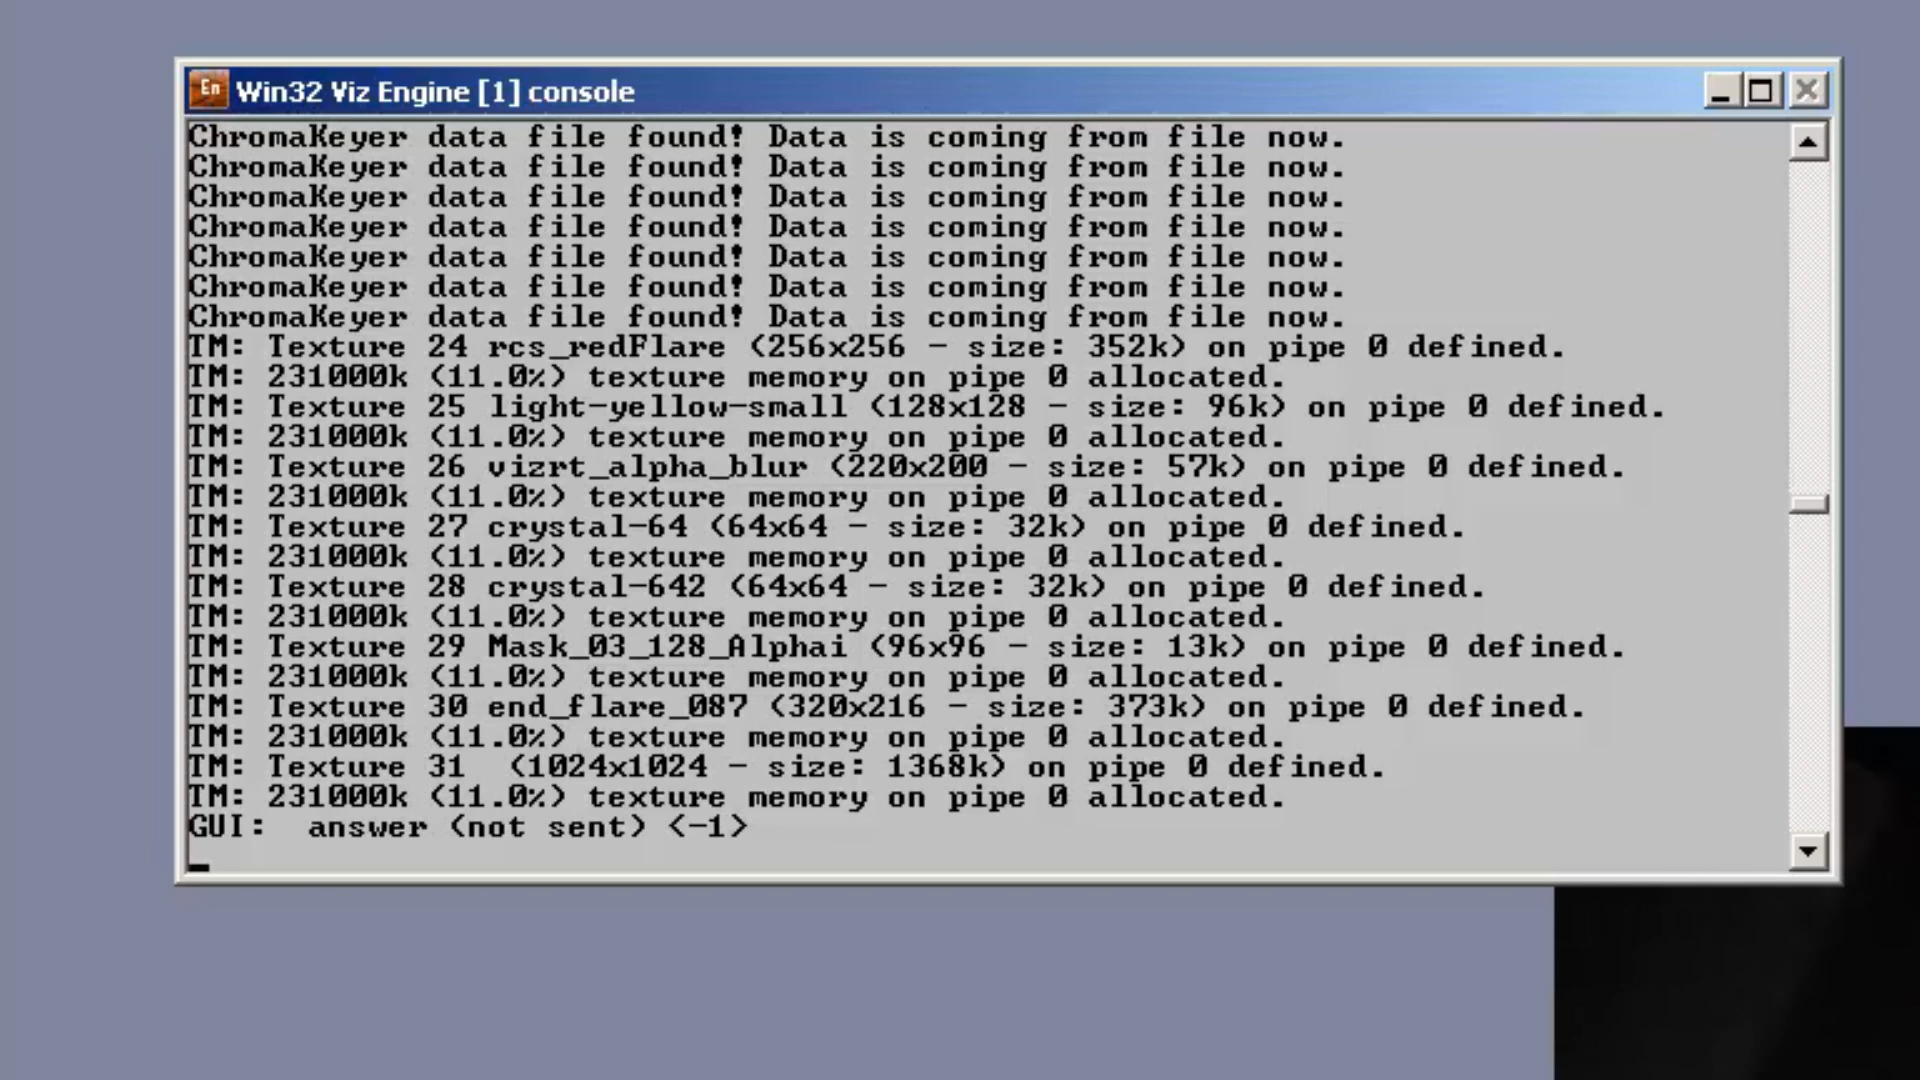 En Win32 Viz Engine [1] console
ChromaKeyer data file found! Data is coming from file now.
ChromaKeyer data file found! Data is coming from file now.
ChromaKeyer data file found! Data is coming from file now.
ChromaKeyer data file found! Data is coming from file now.
ChromaKeyer data file found! Data is coming from file now.
ChromaKeyer data file found! Data is coming from file now.
ChromaKeyer data file found! Data is coming from file now.
TM: Texture 24 rcs_redFlare (256x256 - size: 352k) on pipe 0 defined.
TM: 231000k (11.0%) texture memory on pipe 0 allocated.
TM: Texture 25 light-yellow-small (128x128 - size: 96k) on pipe 0 defined.
TM: 231000k (11.0%) texture memory on pipe 0 allocated.
TM: Texture 26 vizrt_alpha_blur (220x200 - size: 57k) on pipe 0 defined.
TM: 231000k (11.0%) texture memory on pipe 0 allocated.
TM: Texture 27 crystal-64 (64x64 - size: 32k) on pipe 0 defined.
TM: 231000k (11.0%) texture memory on pipe 0 allocated.
TM: Texture 28 crystal-642 (64x64 - size: 32k) on pipe 0 defined.
TM: 231000k (11.0%) texture memory on pipe 0 allocated.
TM: Texture 29 Mask_03_128_Alphai (96x96 - size: 13k) on pipe 0 defined.
TM: 231000k (11.0%) texture memory on pipe 0 allocated.
TM: Texture 30 end_flare_087 (320x216 - size: 373k) on pipe 0 defined.
TM: 231000k (11.0%) texture memory on pipe 0 allocated.
TM: Texture 31  (1024x1024 - size: 1368k) on pipe 0 defined.
TM: 231000k (11.0%) texture memory on pipe 0 allocated.
GUI:  answer (not sent) <-1>